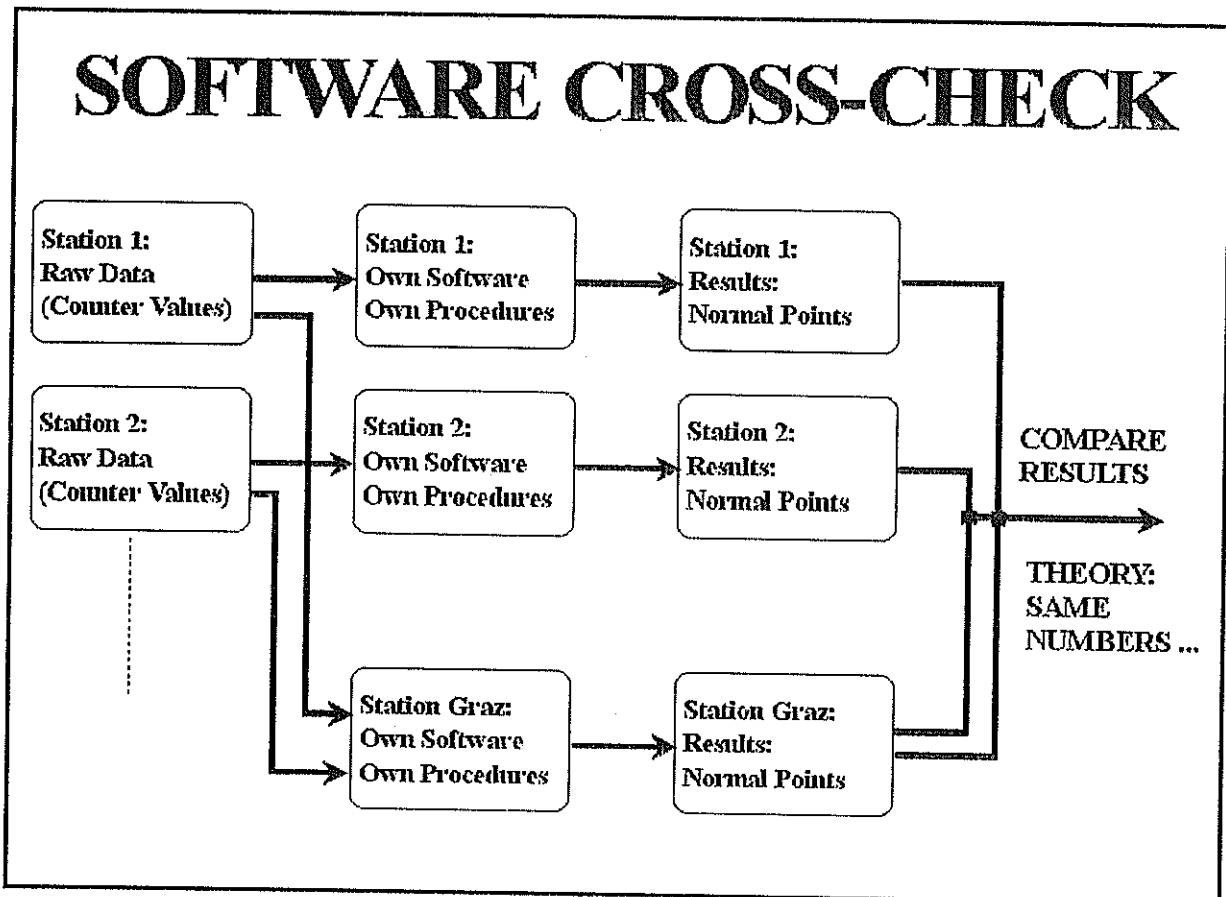 SOFTWARE CROSS-CHECK
Station 1:
Raw Data
(Counter Values)
Station 1:
Own Software
Own Procedures
Station 1:
Results:
Normal Points
Station 2:
Raw Data
(Counter Values)
Station 2:
Own Software
Own Procedures
Station 2:
Results:
Normal Points
COMPARE
RESULTS
THEORY:
SAME
NUMBERS ...
Station Graz:
Own Software
Own Procedures
Station Graz:
Results:
Normal Points